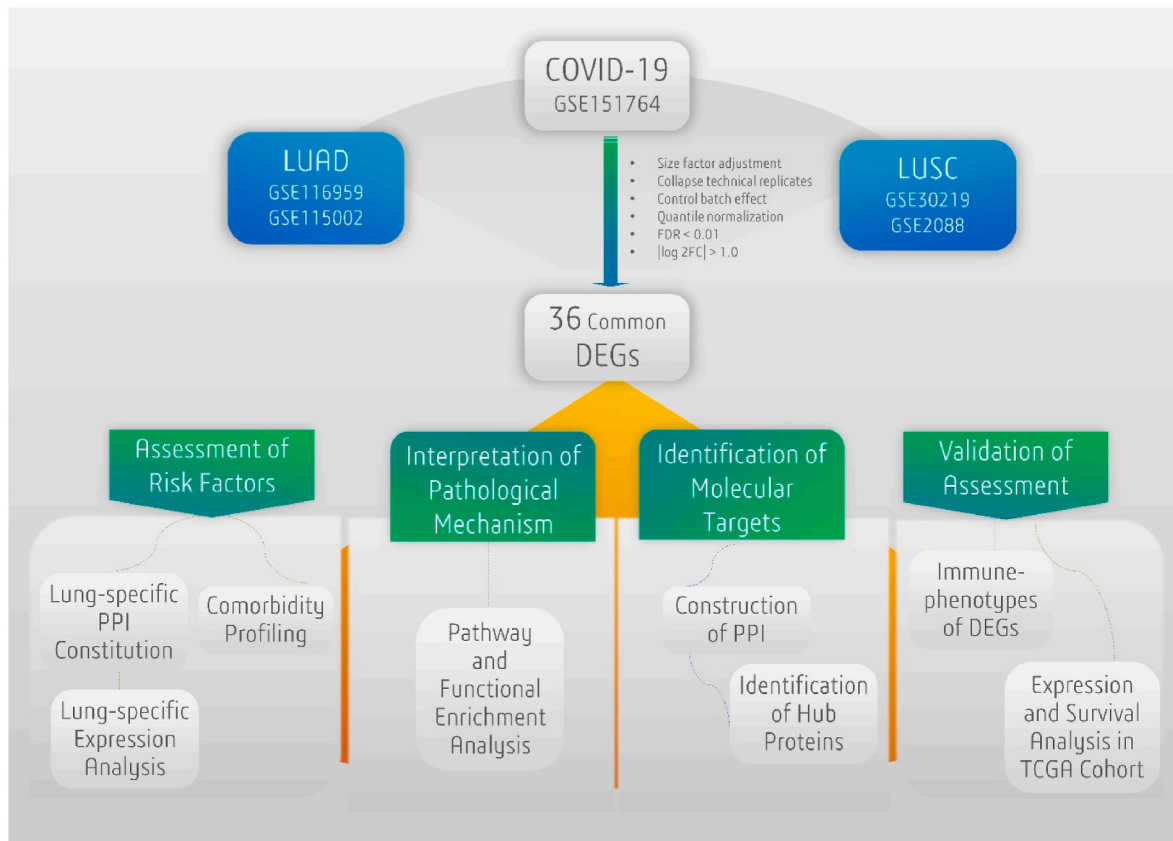 COVID-19
GSE151764
LUAD
GSE116959
GSE115002
• Size factor adjustment
• Collapse technical replicates
• Control batch effect
• Quantile normalization
• FDR < 0.01
• |log 2FC| > 1.0
LUSC
GSE30219
GSE2088
36 Common
DEGs
Assessment of
Risk Factors
Interpretation of
Pathological
Mechanism
Identification of
Molecular
Targets
Validation of
Assessment
Lung-specific
PPI
Constitution
Comorbidity
Profiling
Lung-specific
Expression
Analysis
Pathway
and
Functional
Enrichment
Analysis
Construction
of PPI
Identification
of Hub
Proteins
Immune-
phenotypes
of DEGs
Expression
and Survival
Analysis in
TCGA Cohort